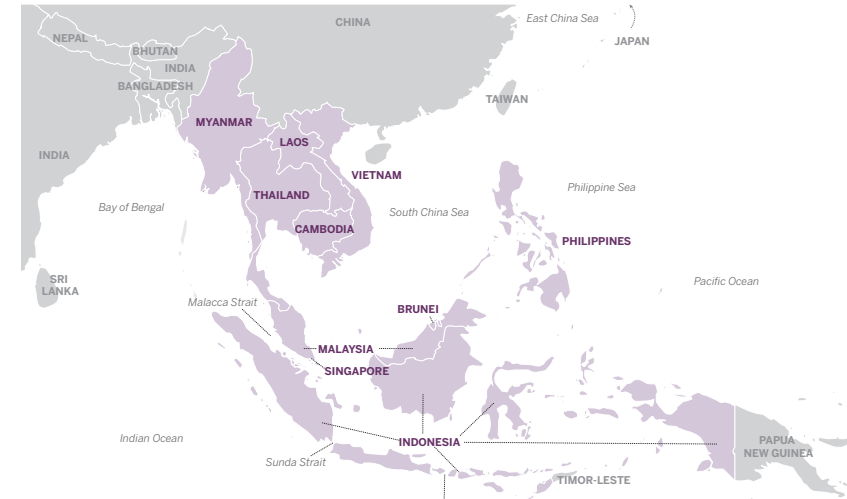 East China Sea
CHINA
NEPAL
JAPAN
BHUTAN
INDIA
BANGLADESH
TAIWAN
MYANMAR
LAOS
INDIA
VIETNAM
THAILAND
Philippine Sea
Bay of Bengal
South China Sea
CAMBODIA
PHILIPPINES
SRI
LANKA
Pacific Ocean
Malacca Strait
BRUNEI
MALAYSIA
SINGAPORE
Indian Ocean
INDONESIA
PAPUA
NEW GUINEA
Sunda Strait
TIMOR-LESTE